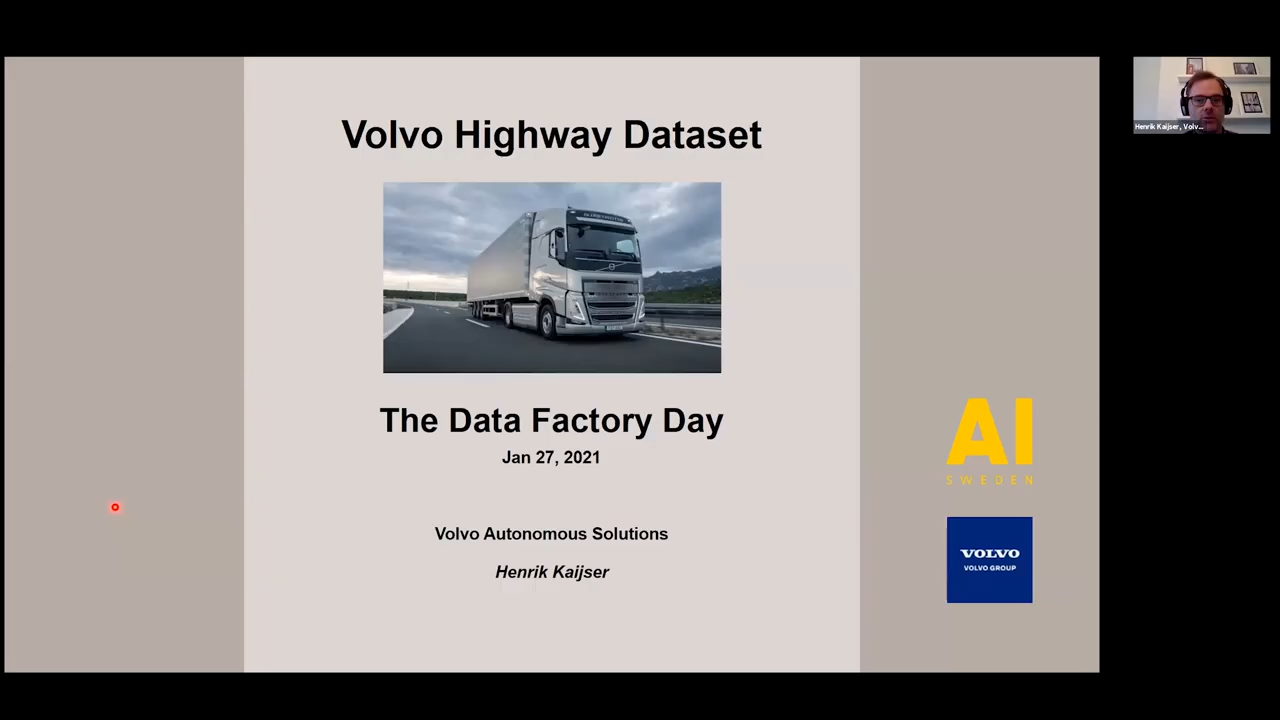 Volvo Highway Dataset
The Data Factory Day
Jan 27, 2021
Volvo Autonomous Solutions
Henrik Kaijser
AI
SWEDEN
VOLVO
VOLVO GROUP
Henrik Kaijser, Volv...